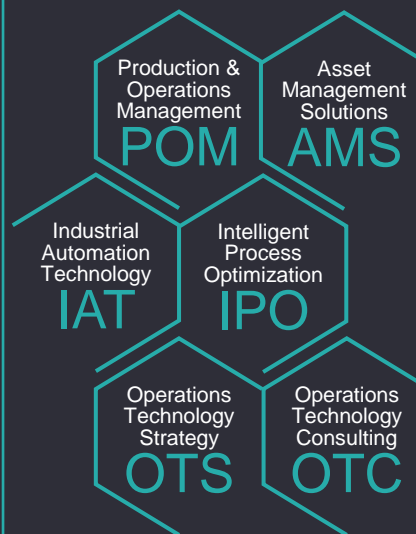 Production &
Operations
Management
POM
Asset
Management
Solutions
AMS
Industrial
Automation
Technology
IAT
Intelligent
Process
Optimization
IPO
Operations
Technology
Strategy
OTS
Operations
Technology
Consulting
OTC